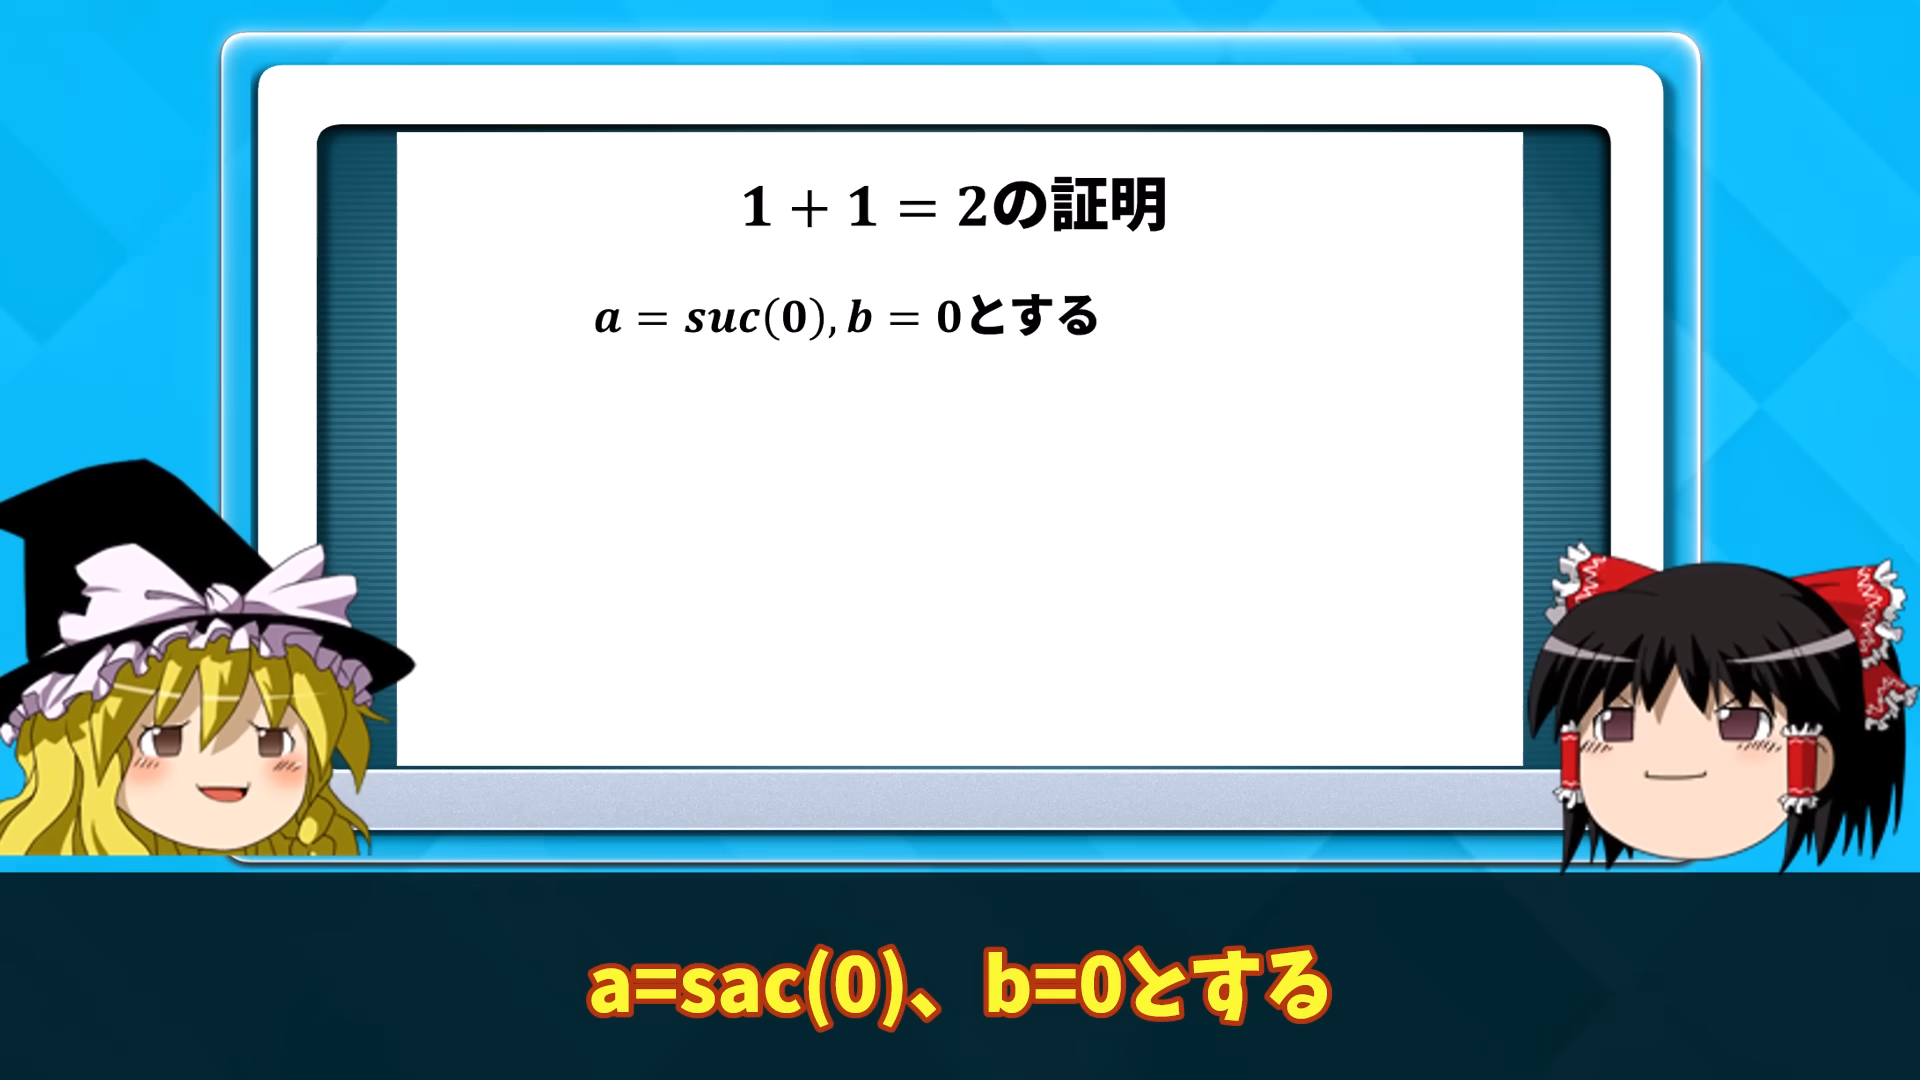 1 + 1 = 2の証明
a = suc(0), b = 0とする
a=sac(0)、b=0とする